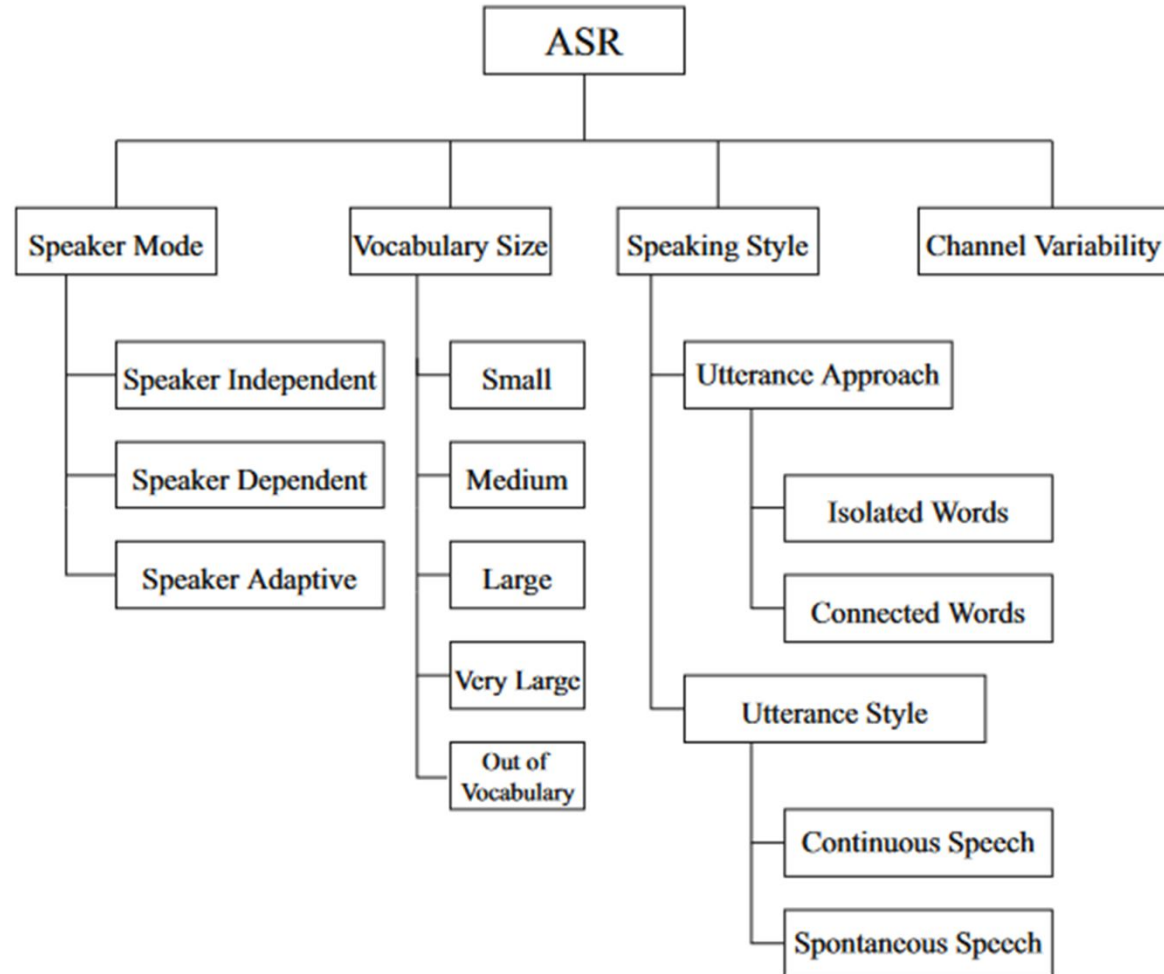 ASR
Speaker Mode
Vocabulary Size
Speaking Style
Channel Variability
Speaker Independent
Speaker Dependent
Speaker Adaptive
Small
Medium
Large
Very Large
Out of
Vocabulary
Utterance Approach
Isolated Words
Connected Words
Utterance Style
Continuous Speech
Spontaneous Speech